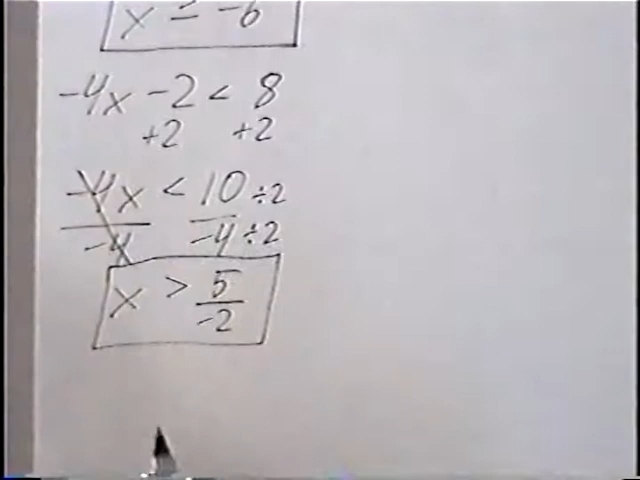 x ≤ -6
-4x -2 < 8
+2 +2
-4x < 10 ÷2
-4 -4 ÷2
x > 5
-2